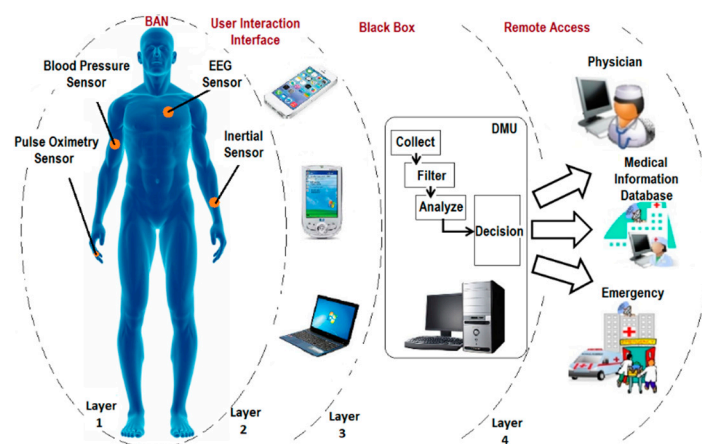 BAN
User Interaction
Interface
Black Box
Remote Access
Blood Pressure
Sensor
EEG
Sensor
Pulse Oximetry
Sensor
Inertial
Sensor
DMU
Collect
Filter
Analyze
Decision
Physician
Medical
Information
Database
Emergency
Layer
1
Layer
2
Layer
3
Layer
4